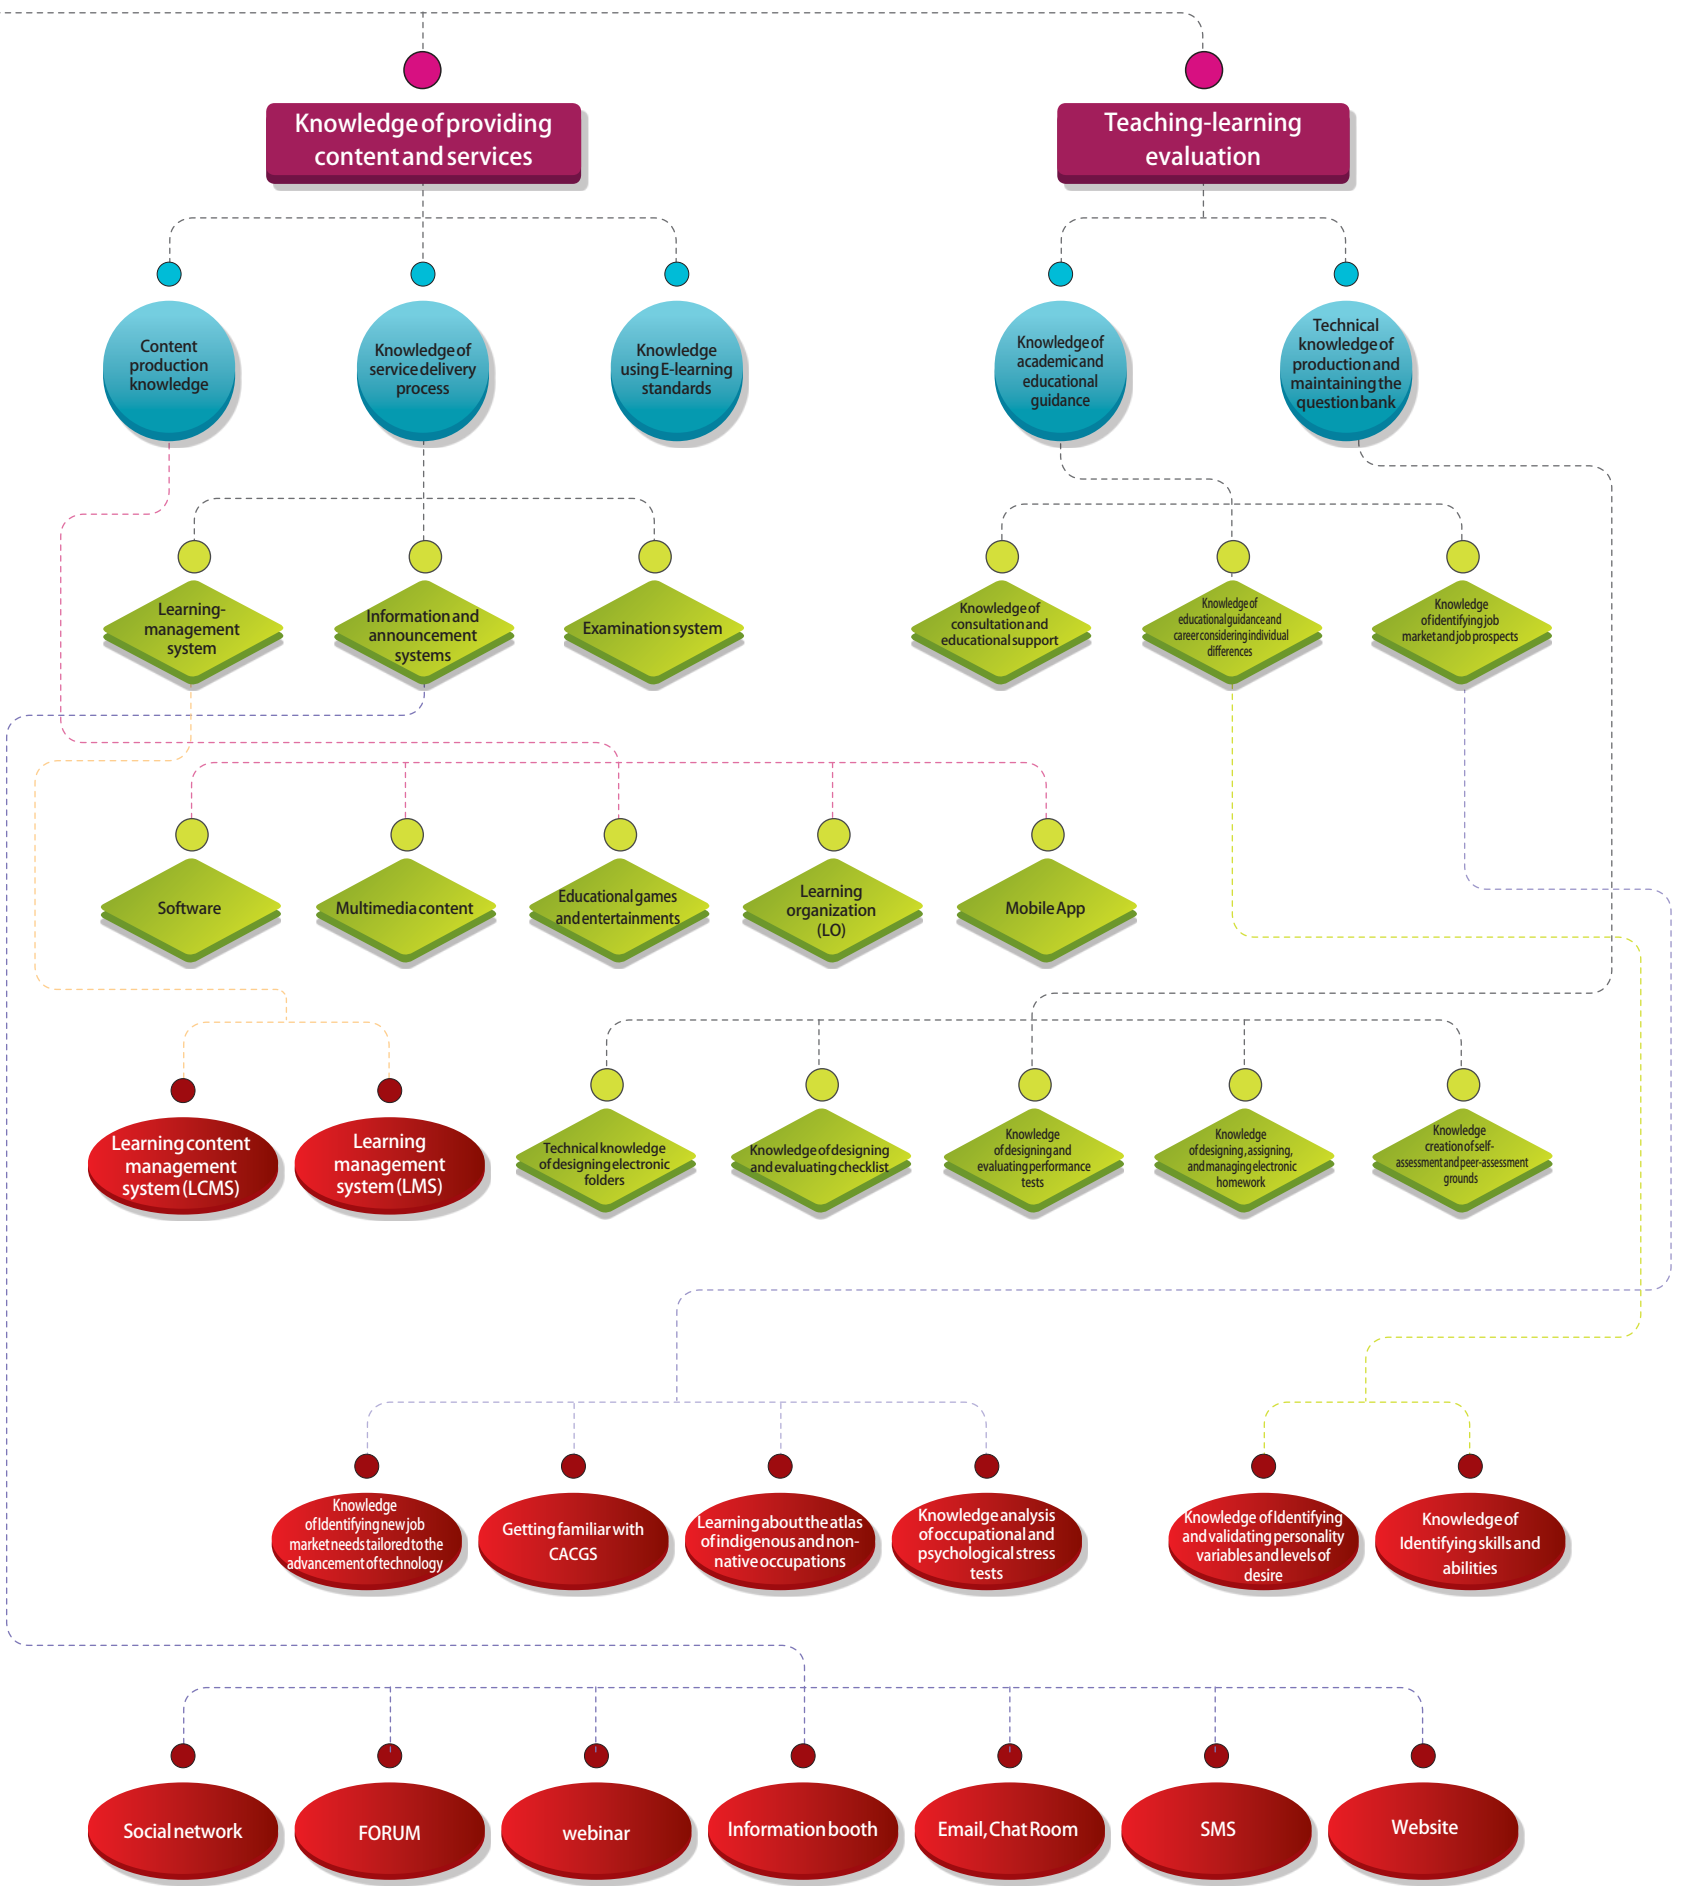 Knowledge of providing
content and services
Teaching-learning
evaluation
Content
production
knowledge
Knowledge of
service delivery
process
Knowledge
using E-learning
standards
Knowledge of
academic and
educational
guidance
Technical
knowledge of
production and
maintaining the
question bank
Learning-
management
system
Information and
announcement
systems
Examination system
Knowledge of
consultation and
educational support
Knowledge of
educational guidance and
career considering individual
differences
Knowledge
of identifying job
market and job prospects
Software
Multimedia content
Educational games
and entertainments
Learning
organization
(LO)
Mobile App
Learning content
management
system (LCMS)
Learning
management
system (LMS)
Technical knowledge
of designing electronic
folders
Knowledge of designing
and evaluating checklist
Knowledge
of designing and
evaluating performance
tests
Knowledge
of designing, assigning,
and managing electronic
homework
Knowledge
creation of self-
assessment and peer-assessment
grounds
Knowledge
of Identifying new job
market needs tailored to the
advancement of technology
Getting familiar with
CACGS
Learning about the atlas
of indigenous and non-
native occupations
Knowledge analysis
of occupational and
psychological stress
tests
Knowledge of Identifying
and validating personality
variables and levels of
desire
Knowledge of
Identifying skills and
abilities
Social network
FORUM
webinar
Information booth
Email, Chat Room
SMS
Website